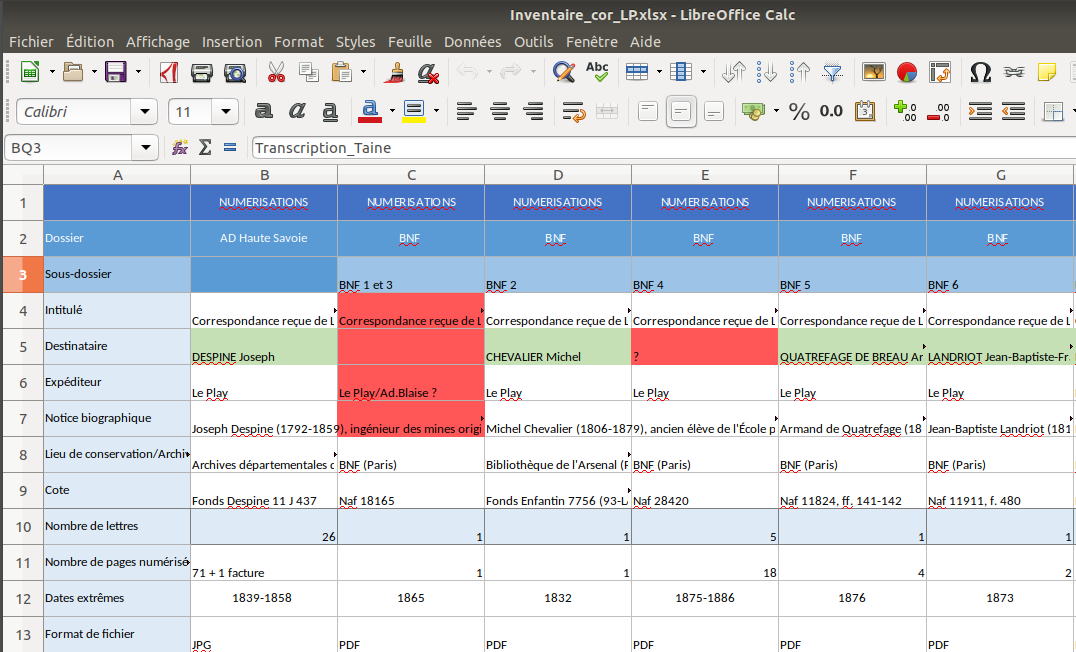 Inventaire_cor_LP.xlsx - LibreOffice Calc
Fichier Édition Affichage Insertion Format Styles Feuille Données Outils Fenêtre Aide
Abc
Calibri 11 a a a a % 0.0
BQ3 Transcription_Taine
A B C D E F G
1 NUMERISATIONS NUMERISATIONS NUMERISATIONS NUMERISATIONS NUMERISATIONS NUMERISATIONS
2 Dossier AD Haute Savoie BNF BNF BNF BNF BNF
3 Sous-dossier BNF 1 et 3 BNF 2 BNF 4 BNF 5 BNF 6
4 Intitulé Correspondance reçue de L Correspondance reçue de L Correspondance reçue de L Correspondance reçue de L Correspondance reçue de L Correspondance reçue de L
5 Destinataire DESPINE Joseph CHEVALIER Michel ? QUATREFAGE DE BREAU Ar LANDRIOT Jean-Baptiste-Fr
6 Expéditeur Le Play Le Play/Ad.Blaise ? Le Play Le Play Le Play Le Play
7 Notice biographique Joseph Despine (1792-1859), ingénieur des mines origi Michel Chevalier (1806-1879), ancien élève de l'École p Armand de Quatrefage (18 Jean-Baptiste Landriot (181
8 Lieu de conservation/Archi Archives départementales d BNF (Paris) Bibliothèque de l'Arsenal (P BNF (Paris) BNF (Paris) BNF (Paris)
9 Cote Fonds Despine 11 J 437 Naf 18165 Fonds Enfantin 7756 (93-L Naf 28420 Naf 11824, ff. 141-142 Naf 11911, f. 480
10 Nombre de lettres 26 1 1 5 1 1
11 Nombre de pages numérisé 71 + 1 facture 1 1 18 4 2
12 Dates extrêmes 1839-1858 1865 1832 1875-1886 1876 1873
13 Format de fichier JPG PDF PDF PDF PDF PDF